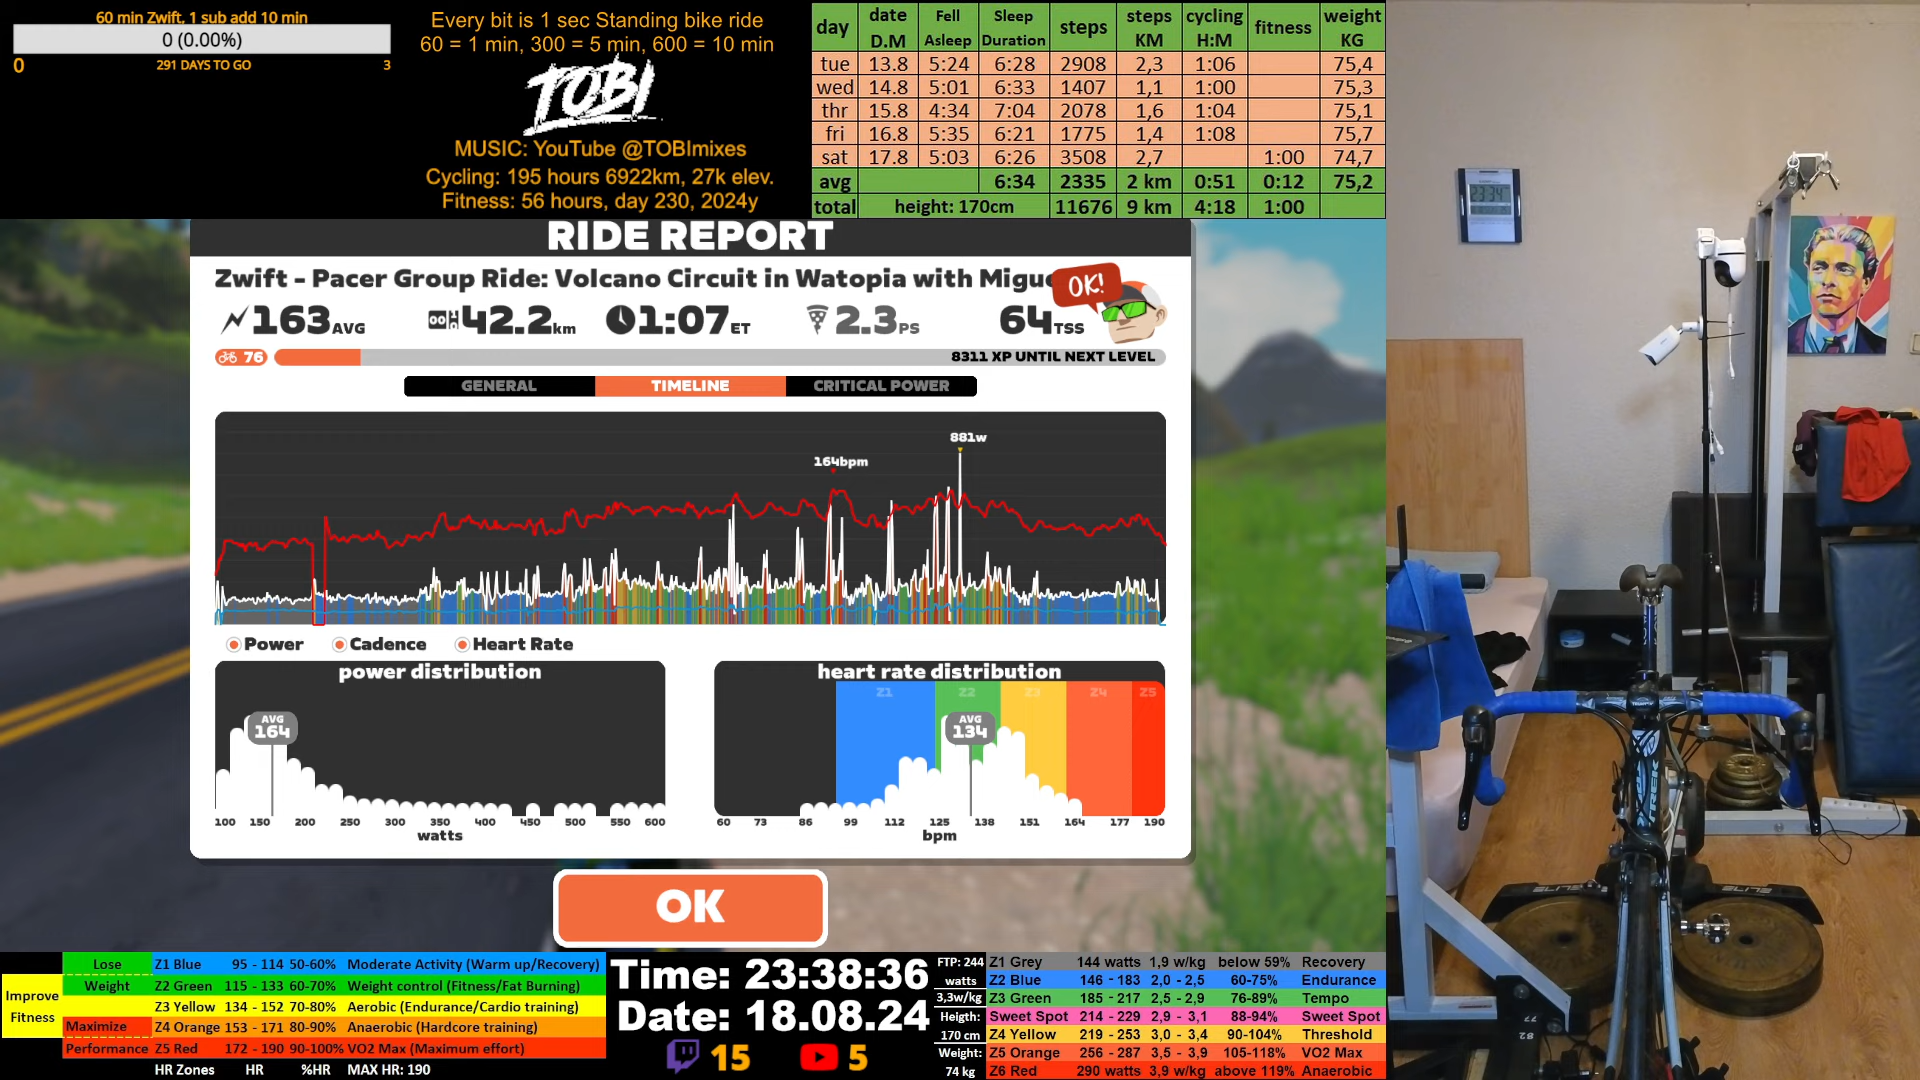 60 min Zwift, 1 sub add 10 min
0 (0.00%)
0 291 DAYS TO GO 3
Every bit is 1 sec Standing bike ride
60 = 1 min, 300 = 5 min, 600 = 10 min
TOBI
MUSIC: YouTube @TOBImixes
Cycling: 195 hours 6922km, 27k elev.
Fitness: 56 hours, day 230, 2024y
day date D.M Fell Asleep Sleep Duration steps steps KM cycling H:M fitness weight KG
tue 13.8 5:24 6:28 2908 2,3 1:06 75,4
wed 14.8 5:01 6:33 1407 1,1 1:00 75,3
thr 15.8 4:34 7:04 2078 1,6 1:04 75,1
fri 16.8 5:35 6:21 1775 1,4 1:08 75,7
sat 17.8 5:03 6:26 3508 2,7 1:00 74,7
avg 6:34 2335 2 km 0:51 0:12 75,2
total height: 170cm 11676 9 km 4:18 1:00
RIDE REPORT
Zwift - Pacer Group Ride: Volcano Circuit in Watopia with Migue
OK!
163 AVG 42.2 km 1:07 ET 2.3 PS 64 TSS
76 8311 XP UNTIL NEXT LEVEL
GENERAL TIMELINE CRITICAL POWER
881w
164bpm
Power Cadence Heart Rate
power distribution
AVG
164
100 150 200 250 300 350 400 450 500 550 600
watts
heart rate distribution
Z1 Z2 Z3 Z4 Z5
AVG
134
60 73 86 99 112 125 138 151 164 177 190
bpm
OK
Improve Fitness
Lose Z1 Blue 95 - 114 50-60% Moderate Activity (Warm up/Recovery)
Weight Z2 Green 115 - 133 60-70% Weight control (Fitness/Fat Burning)
Z3 Yellow 134 - 152 70-80% Aerobic (Endurance/Cardio training)
Maximize Z4 Orange 153 - 171 80-90% Anaerobic (Hardcore training)
Performance Z5 Red 172 - 190 90-100% VO2 Max (Maximum effort)
HR Zones HR %HR MAX HR: 190
Time: 23:38:36
Date: 18.08.24
15 5
FTP: 244 Z1 Grey 144 watts 1,9 w/kg below 59% Recovery
watts Z2 Blue 146 - 183 2,0 - 2,5 60-75% Endurance
3,3w/kg Z3 Green 185 - 217 2,5 - 2,9 76-89% Tempo
Heigth: Sweet Spot 214 - 229 2,9 - 3,1 88-94% Sweet Spot
170 cm Z4 Yellow 219 - 253 3,0 - 3,4 90-104% Threshold
Weight: Z5 Orange 256 - 287 3,5 - 3,9 105-118% VO2 Max
74 kg Z6 Red 290 watts 3,9 w/kg above 119% Anaerobic
TREK
ELITE
ELITE